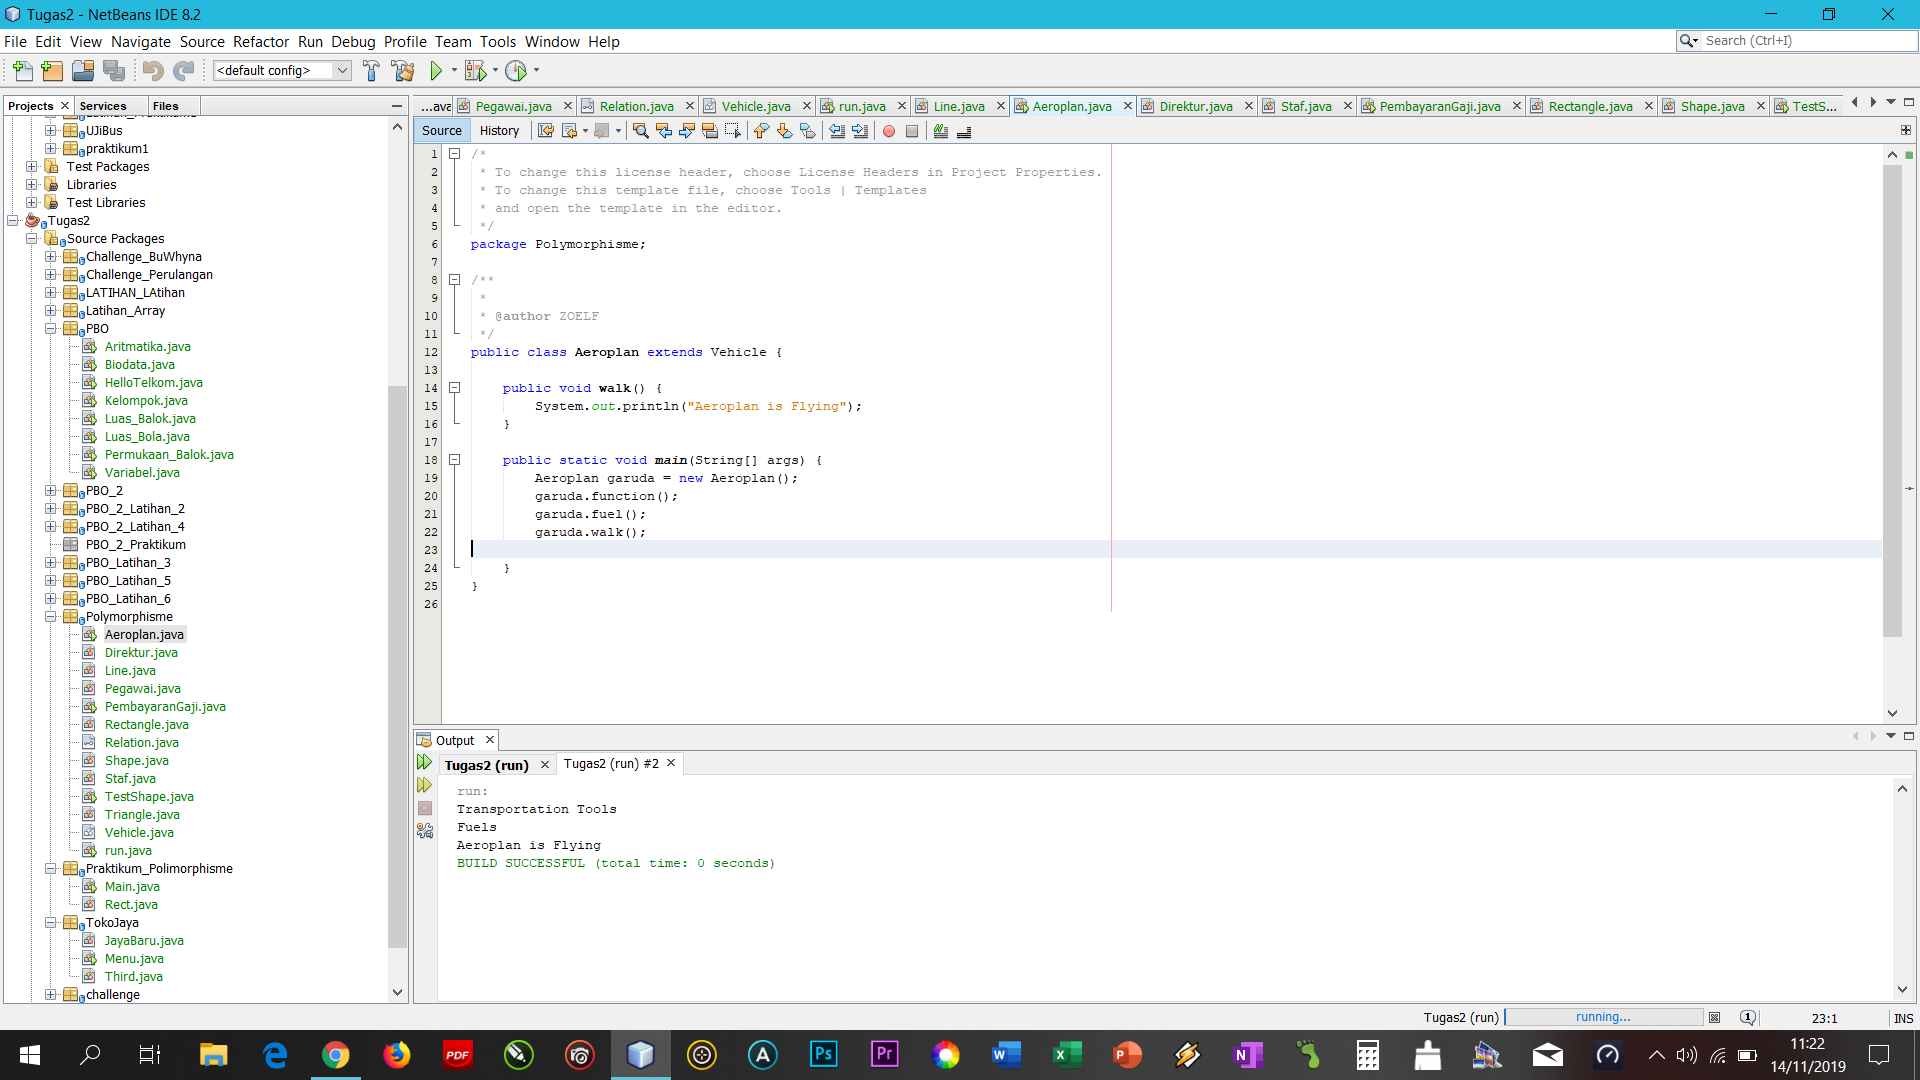 Tugas2 - NetBeans IDE 8.2
File Edit View Navigate Source Refactor Run Debug Profile Team Tools Window Help
Search (Ctrl+I)
<default config>
Projects Services Files
UJiBus
praktikum1
Test Packages
Libraries
Test Libraries
Tugas2
Source Packages
Challenge_BuWhyna
Challenge_Perulangan
LATIHAN_LAtihan
Latihan_Array
PBO
Aritmatika.java
Biodata.java
HelloTelkom.java
Kelompok.java
Luas_Balok.java
Luas_Bola.java
Permukaan_Balok.java
Variabel.java
PBO_2
PBO_2_Latihan_2
PBO_2_Latihan_4
PBO_2_Praktikum
PBO_Latihan_3
PBO_Latihan_5
PBO_Latihan_6
Polymorphisme
Aeroplan.java
Direktur.java
Line.java
Pegawai.java
PembayaranGaji.java
Rectangle.java
Relation.java
Shape.java
Staf.java
TestShape.java
Triangle.java
Vehicle.java
run.java
Praktikum_Polimorphisme
Main.java
Rect.java
TokoJaya
JayaBaru.java
Menu.java
Third.java
challenge
...ava Pegawai.java Relation.java Vehicle.java run.java Line.java Aeroplan.java Direktur.java Staf.java PembayaranGaji.java Rectangle.java Shape.java TestS...
Source History
1 /*
2 * To change this license header, choose License Headers in Project Properties.
3 * To change this template file, choose Tools | Templates
4 * and open the template in the editor.
5 */
6 package Polymorphisme;
7
8 /**
9 *
10 * @author ZOELF
11 */
12 public class Aeroplan extends Vehicle {
13
14 public void walk() {
15 System.out.println("Aeroplan is Flying");
16 }
17
18 public static void main(String[] args) {
19 Aeroplan garuda = new Aeroplan();
20 garuda.function();
21 garuda.fuel();
22 garuda.walk();
23
24 }
25 }
26
Output
Tugas2 (run) Tugas2 (run) #2
run:
Transportation Tools
Fuels
Aeroplan is Flying
BUILD SUCCESSFUL (total time: 0 seconds)
Tugas2 (run) running... 1 23:1 INS
PDF A Ps Pr W X P N
11:22
14/11/2019